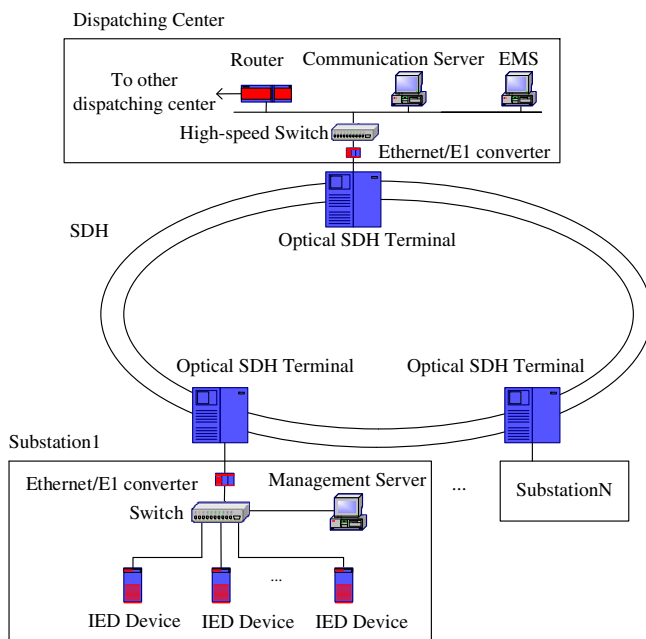 Dispatching Center
Router
Communication Server
EMS
To other
dispatching center
High-speed Switch
Ethernet/E1 converter
SDH
Optical SDH Terminal
Optical SDH Terminal
Optical SDH Terminal
Substation1
Ethernet/E1 converter
Management Server
...
SubstationN
Switch
...
IED Device
IED Device
IED Device